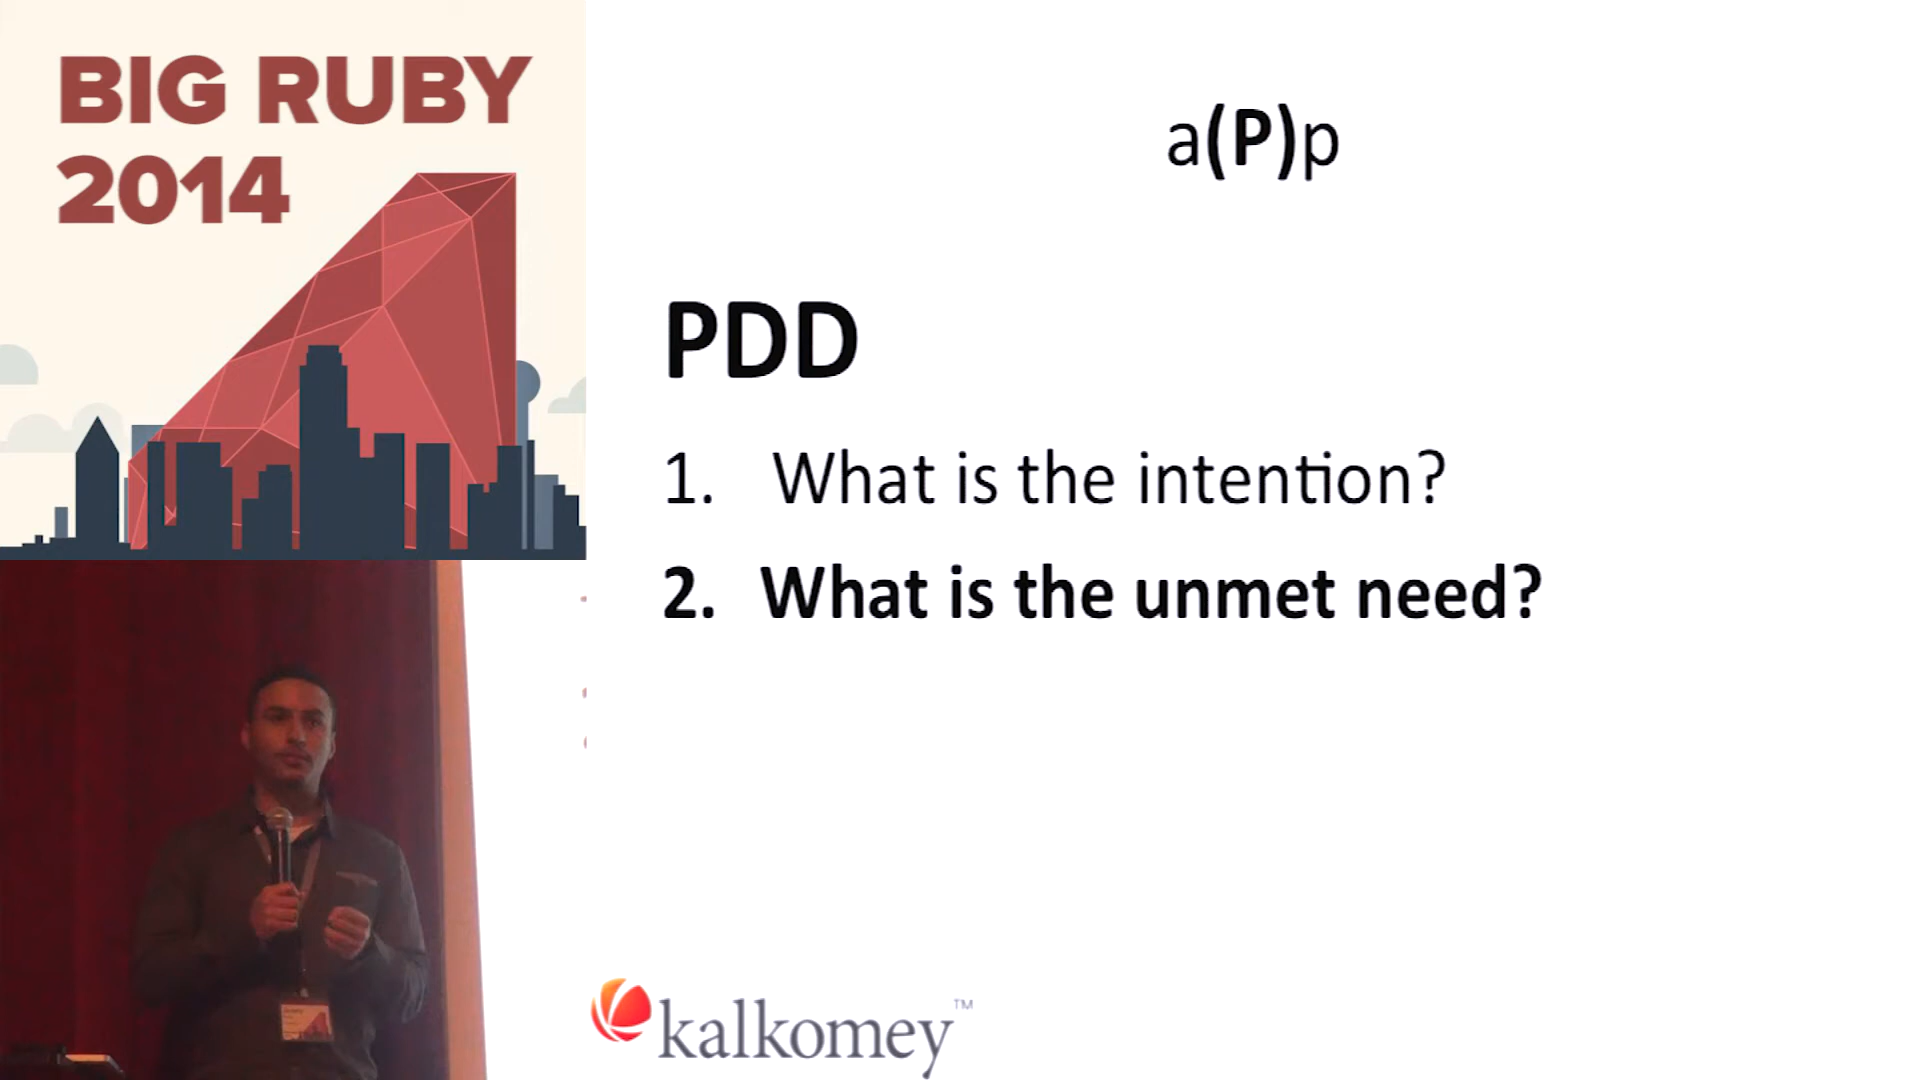 BIG RUBY
2014
a(P)p
PDD
1. What is the intention?
2. What is the unmet need?
kalkomey™